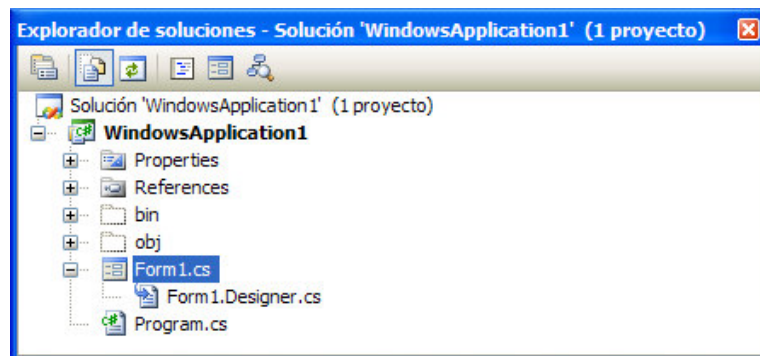 Explorador de soluciones - Solución 'WindowsApplication1' (1 proyecto)
Solución 'WindowsApplication1' (1 proyecto)
WindowsApplication1
Properties
References
bin
obj
Form1.cs
Form1.Designer.cs
Program.cs